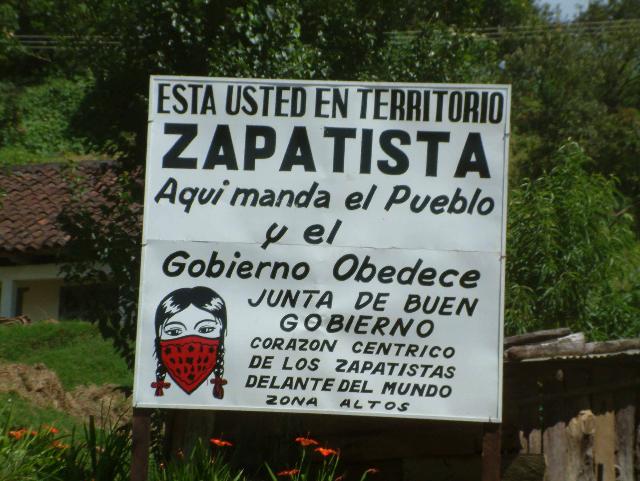 ESTA USTED EN TERRITORIO
ZAPATISTA
Aqui manda el Pueblo
y el
Gobierno Obedece
JUNTA DE BUEN
GOBIERNO
CORAZON CENTRICO
DE LOS ZAPATISTAS
DELANTE DEL MUNDO
ZONA ALTOS